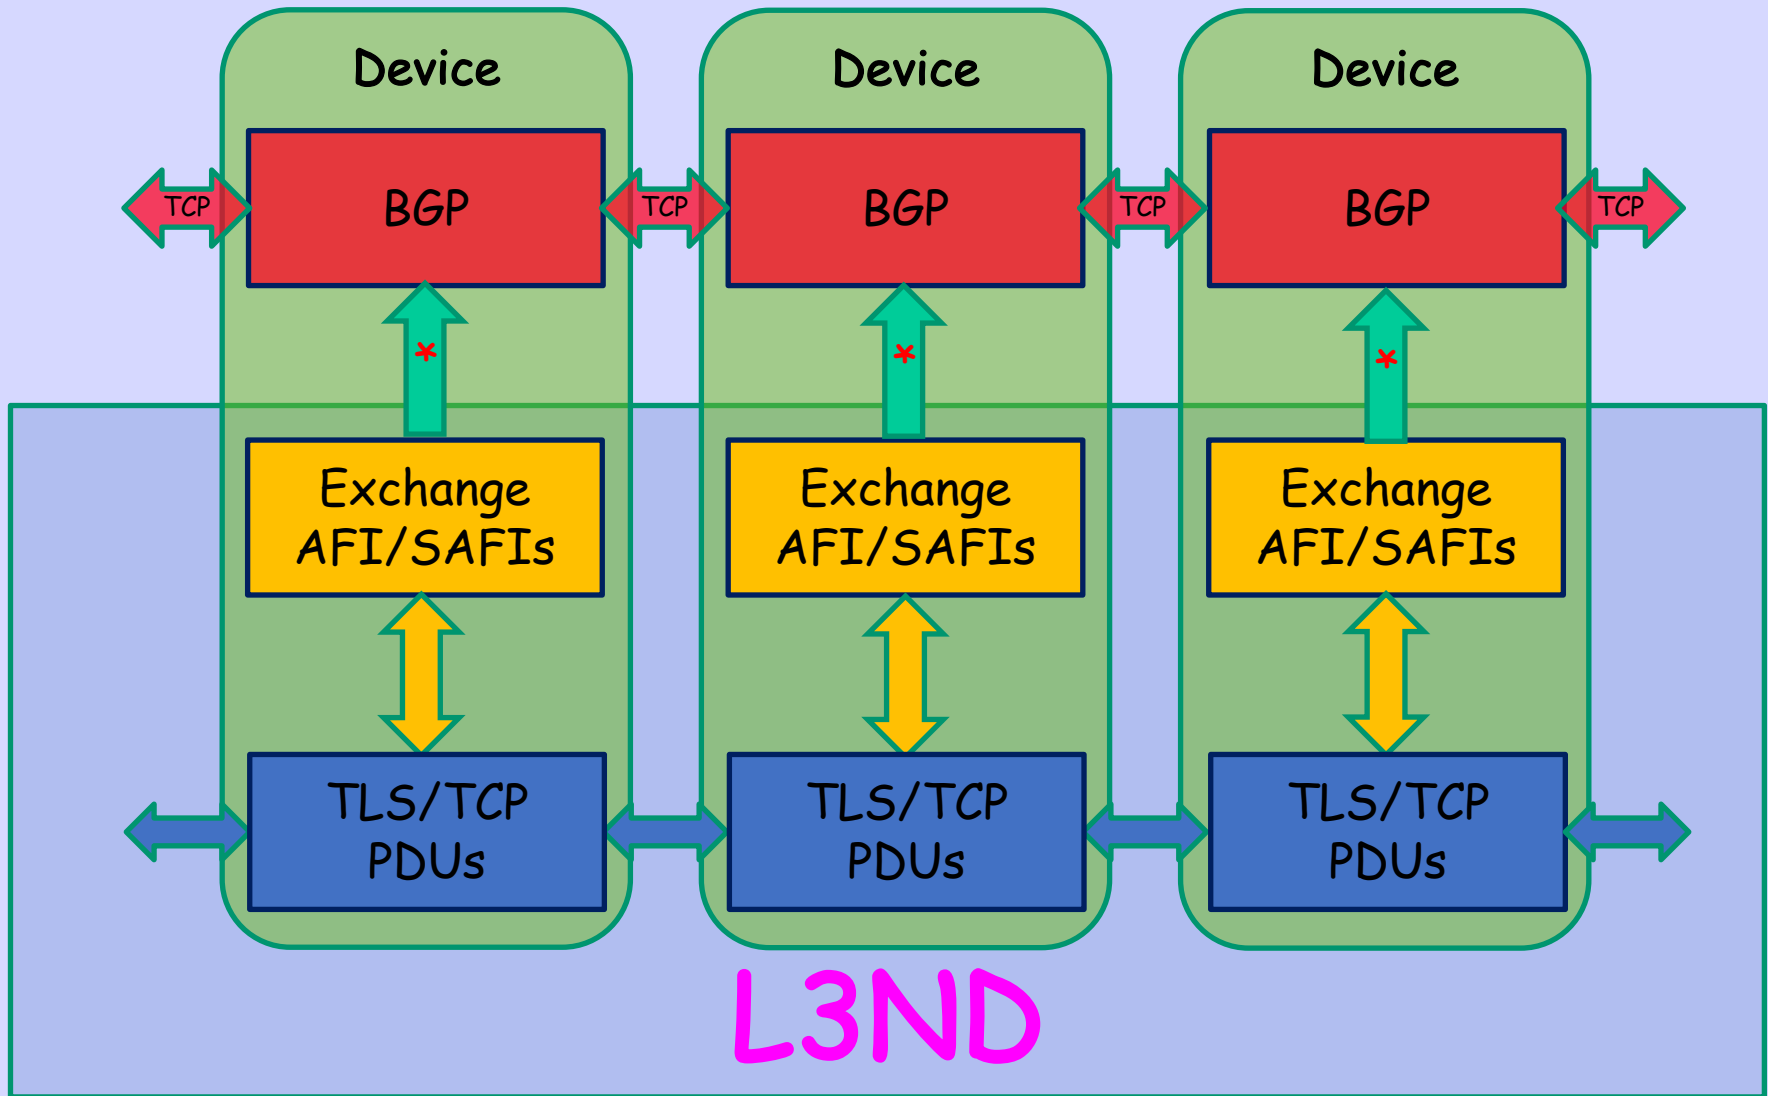 Device
Device
Device
TCP
BGP
TCP
BGP
TCP
BGP
TCP
*
*
*
Exchange
AFI/SAFIs
Exchange
AFI/SAFIs
Exchange
AFI/SAFIs
TLS/TCP
PDUs
TLS/TCP
PDUs
TLS/TCP
PDUs
L3ND